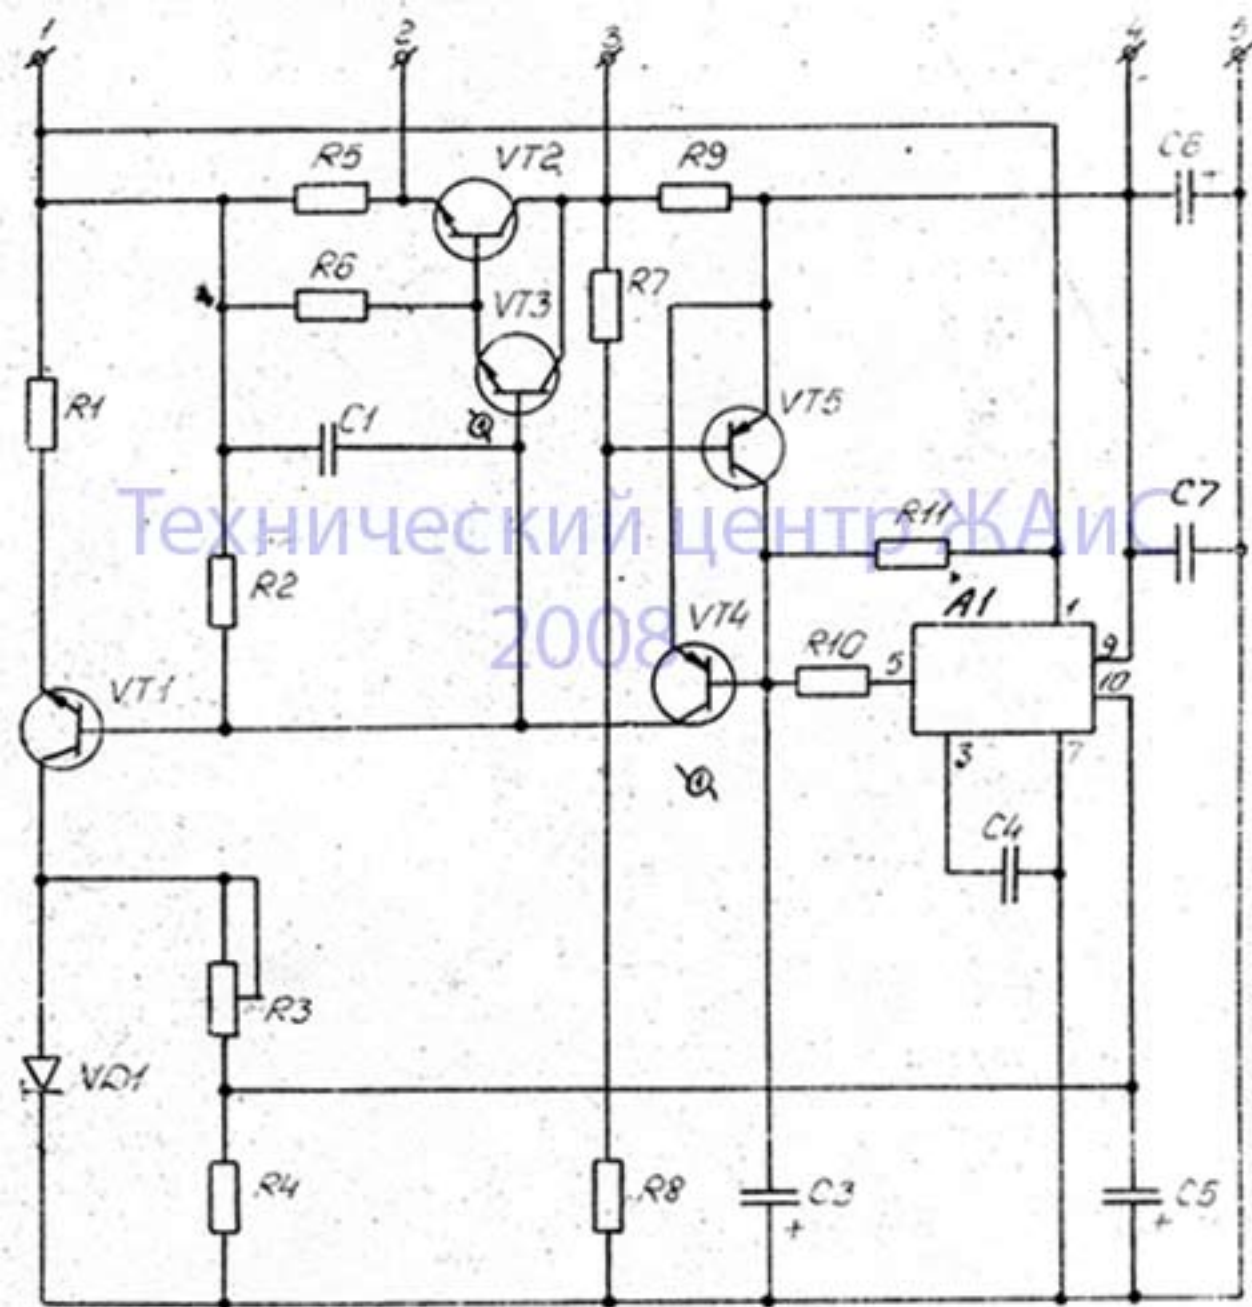 1 2 3 4 5
R5 VT2 R9 C6
+
R6 VT3 R7
R1 C1 VT5
Технический центр ЖАиС
C7
R11
R2 A1 1
2008 VT4 R10 5 9
10
VT1
3 7
C4
R3
VD1
R4 R8 C3 C5
+ +